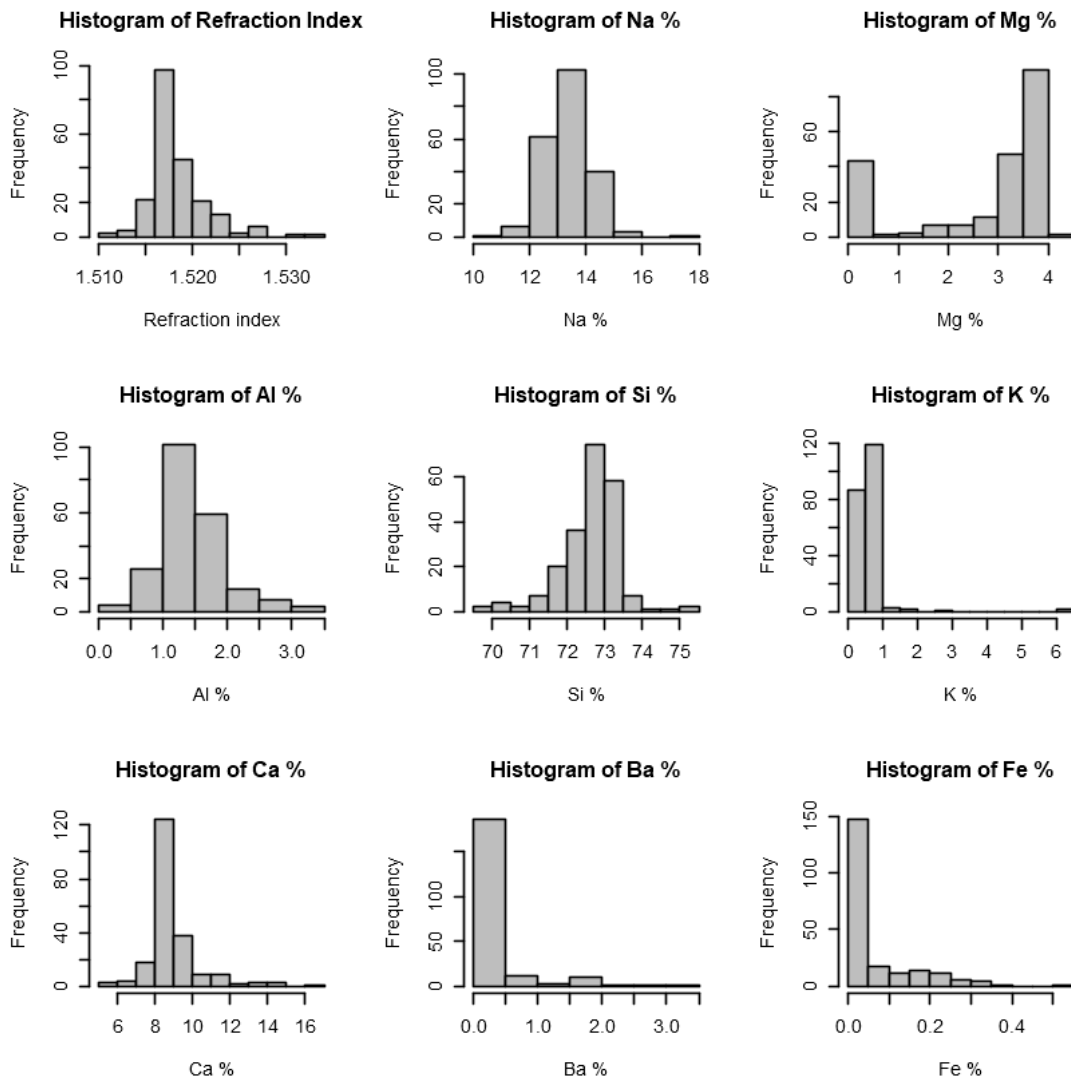 Histogram of Refraction Index
Frequency
0 20 60 100
1.510 1.520 1.530
Refraction index
Histogram of Na %
Frequency
0 20 60 100
10 12 14 16 18
Na %
Histogram of Mg %
Frequency
0 20 60
0 1 2 3 4
Mg %
Histogram of Al %
Frequency
0 20 60 100
0.0 1.0 2.0 3.0
Al %
Histogram of Si %
Frequency
0 20 40 60
70 71 72 73 74 75
Si %
Histogram of K %
Frequency
0 40 80 120
0 1 2 3 4 5 6
K %
Histogram of Ca %
Frequency
0 40 80 120
6 8 10 12 14 16
Ca %
Histogram of Ba %
Frequency
0 50 100
0.0 1.0 2.0 3.0
Ba %
Histogram of Fe %
Frequency
0 50 100 150
0.0 0.2 0.4
Fe %